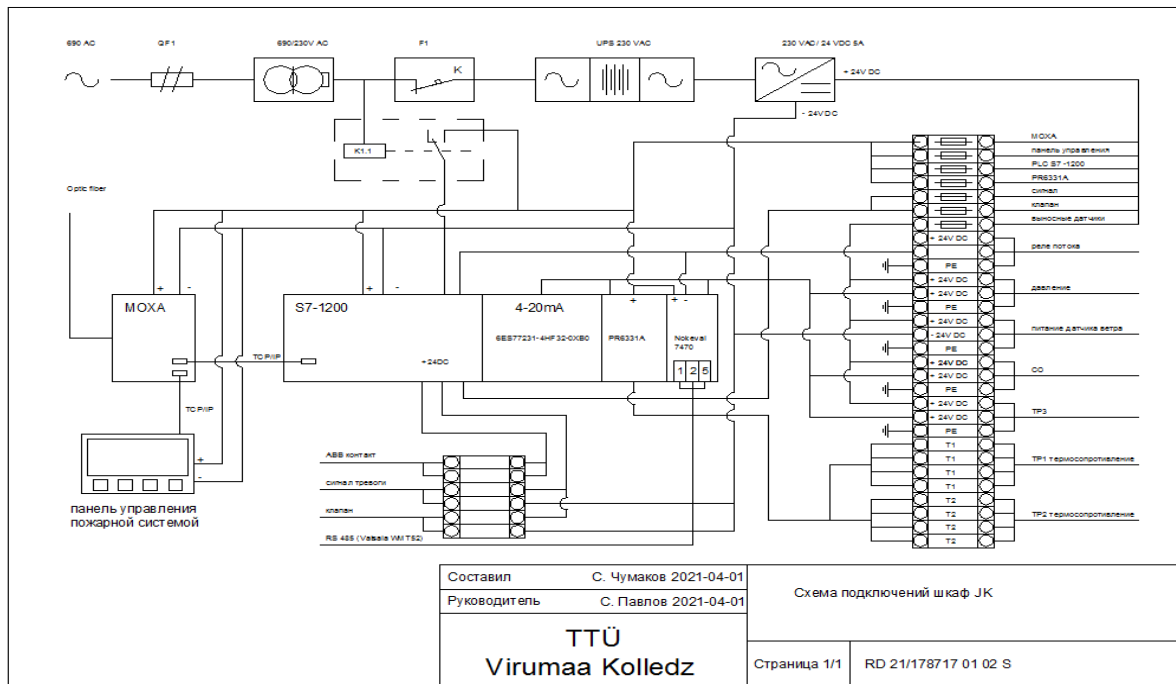 690 AC QF1 690/230V AC F1 UPS 230 VAC 230 VAC/ 24 VDC 5A
K
+ 24V DC
- 24V DC
K1.1
MOXA
панель управления
PLC S7 -1200
PR6331A
сигнал
клапан
выносные датчики
Optic fiber
+ 24V DC
реле потока
PE
+ 24V DC
+ 24V DC
давление
PE
+ 24V DC
- 24V DC
питание датчика ветра
PE
+ 24V DC
+ 24V DC
CO
PE
+ 24V DC
+ 24V DC
TP3
PE
T1
T1
TP1 термосопротивление
T1
T1
T2
T2
TP2 термосопротивление
T2
T2
+ -
MOXA
+ -
S7-1200
+24DC
4-20mA
6ES77231-4HF32-0XB0
+
PR6331A
+ -
Nokeval
7470
1 2 5
TCP/IP
TCP/IP
+
-
панель управления
пожарной системой
ABB контакт
сигнал тревоги
клапан
RS 485 (Vaisala WMT52)
Составил С. Чумаков 2021-04-01
Руководитель С. Павлов 2021-04-01
TTÜ
Virumaa Kolledz
Схема подключений шкаф JK
Страница 1/1 RD 21/178717 01 02 S